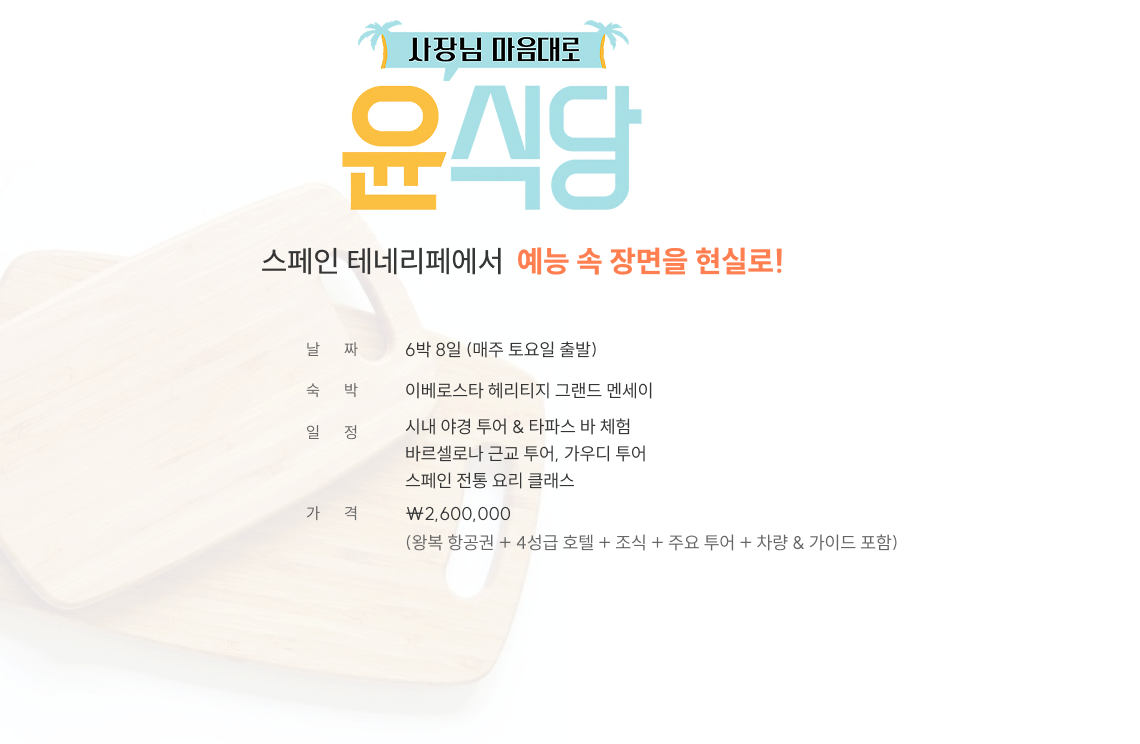 사장님 마음대로
윤식당
스페인 테네리페에서 예능 속 장면을 현실로!
날 짜 6박 8일 (매주 토요일 출발)
숙 박 이베로스타 헤리티지 그랜드 멘세이
일 정 시내 야경 투어 & 타파스 바 체험
바르셀로나 근교 투어, 가우디 투어
스페인 전통 요리 클래스
가 격 ₩2,600,000
(왕복 항공권 + 4성급 호텔 + 조식 + 주요 투어 + 차량 & 가이드 포함)